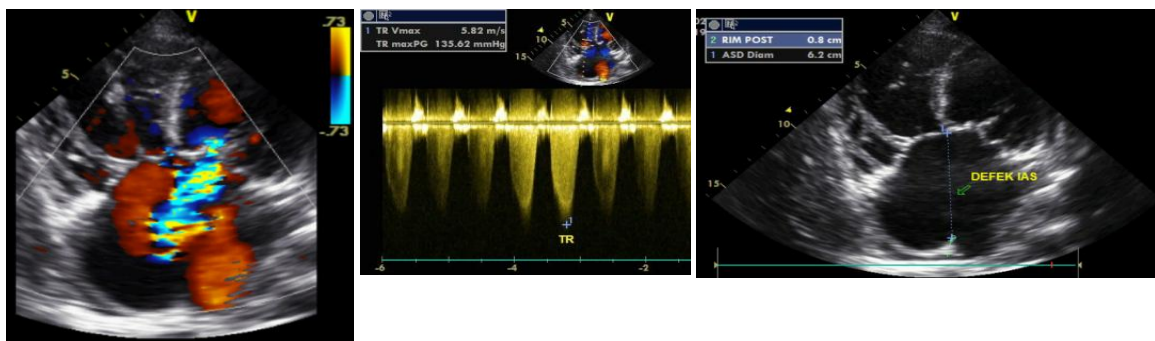 V
5
.73
-.73
1 TR Vmax 5.82 m/s
TR maxPG 135.62 mmHg
V
5
10
15
1
TR
-6
-4
-2
2 RIM POST 0.8 cm
1 ASD Diam 6.2 cm
V
10
15
DEFEK IAS